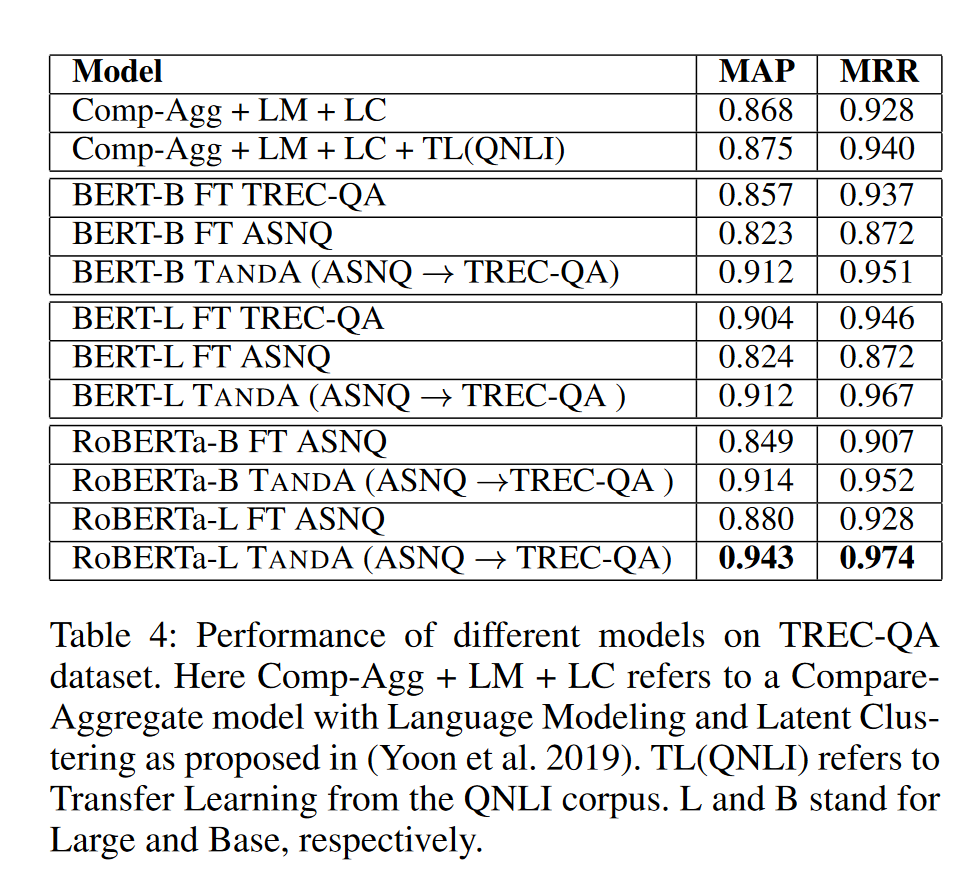 Model MAP MRR
Comp-Agg + LM + LC 0.868 0.928
Comp-Agg + LM + LC + TL(QNLI) 0.875 0.940
BERT-B FT TREC-QA 0.857 0.937
BERT-B FT ASNQ 0.823 0.872
BERT-B TANDA (ASNQ → TREC-QA) 0.912 0.951
BERT-L FT TREC-QA 0.904 0.946
BERT-L FT ASNQ 0.824 0.872
BERT-L TANDA (ASNQ → TREC-QA ) 0.912 0.967
RoBERTa-B FT ASNQ 0.849 0.907
RoBERTa-B TANDA (ASNQ →TREC-QA ) 0.914 0.952
RoBERTa-L FT ASNQ 0.880 0.928
RoBERTa-L TANDA (ASNQ → TREC-QA) 0.943 0.974
Table 4: Performance of different models on TREC-QA
dataset. Here Comp-Agg + LM + LC refers to a Compare-
Aggregate model with Language Modeling and Latent Clus-
tering as proposed in (Yoon et al. 2019). TL(QNLI) refers to
Transfer Learning from the QNLI corpus. L and B stand for
Large and Base, respectively.